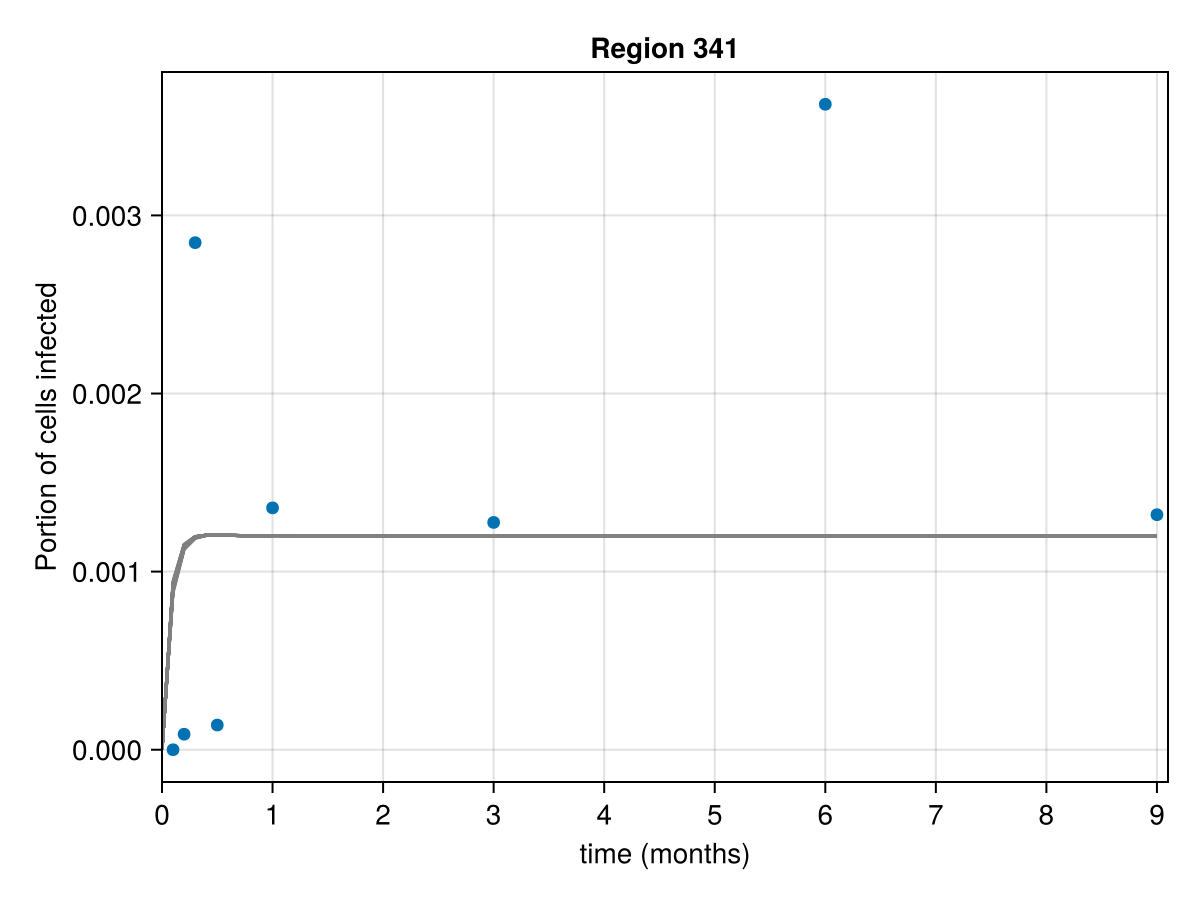 Region 341
Portion of cells infected
0.003
0.002
0.001
0.000
0 1 2 3 4 5 6 7 8 9
time (months)